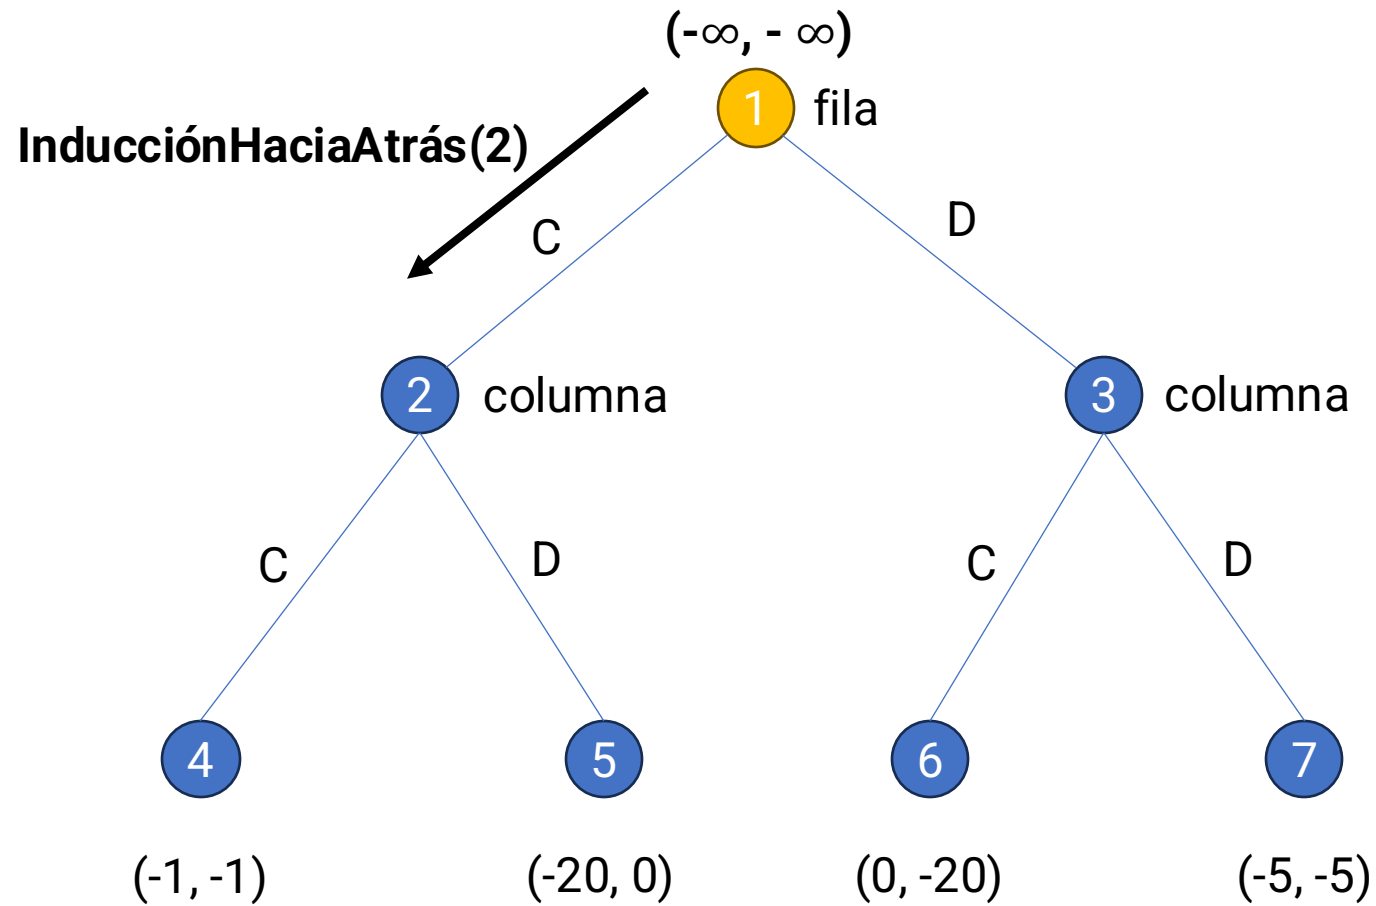 (-∞, - ∞)
1 fila
InducciónHaciaAtrás(2)
C D
2 columna 3 columna
C D C D
4 5 6 7
(-1, -1) (-20, 0) (0, -20) (-5, -5)